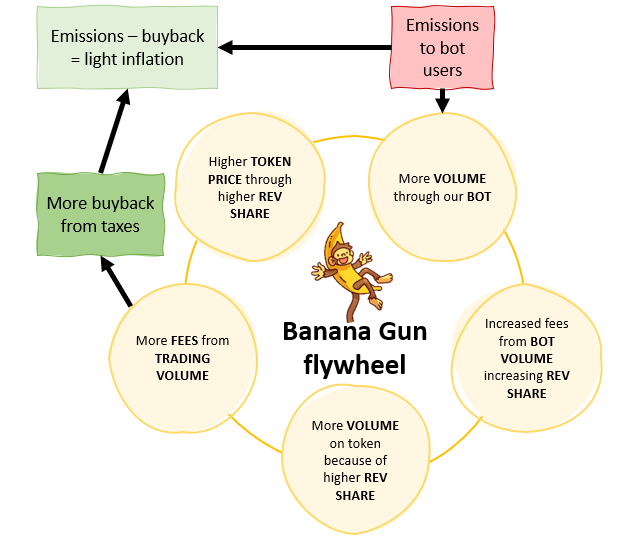 Emissions – buyback
= light inflation
Emissions
to bot
users
Higher TOKEN
PRICE through
higher REV
SHARE
More VOLUME
through our BOT
More buyback
from taxes
Banana Gun
flywheel
More FEES from
TRADING
VOLUME
Increased fees
from BOT
VOLUME
increasing REV
SHARE
More VOLUME
on token
because of
higher REV
SHARE